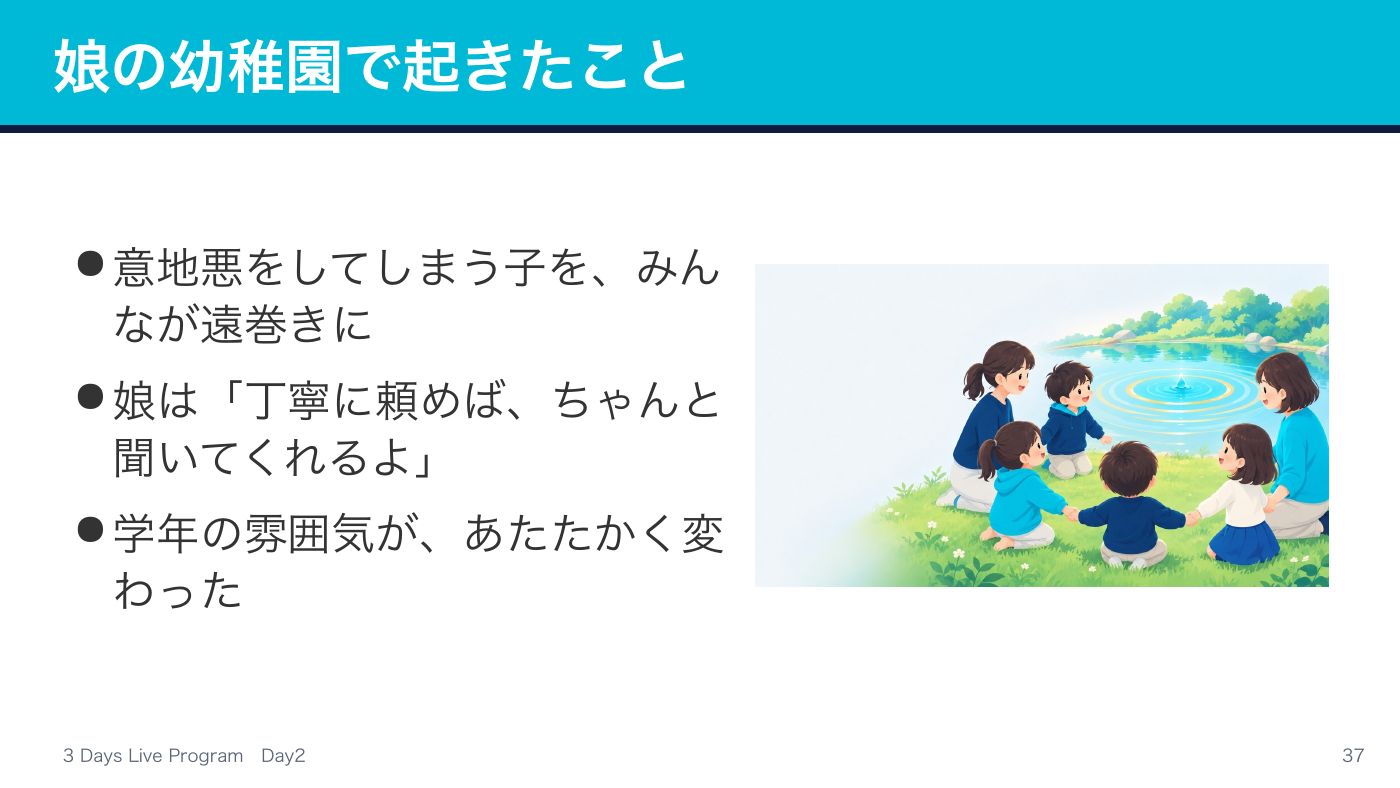 娘の幼稚園で起きたこと
●意地悪をしてしまう子を、みん
なが遠巻きに
●娘は「丁寧に頼めば、ちゃんと
聞いてくれるよ」
●学年の雰囲気が、あたたかく変
わった
3 Days Live Program　Day2
37